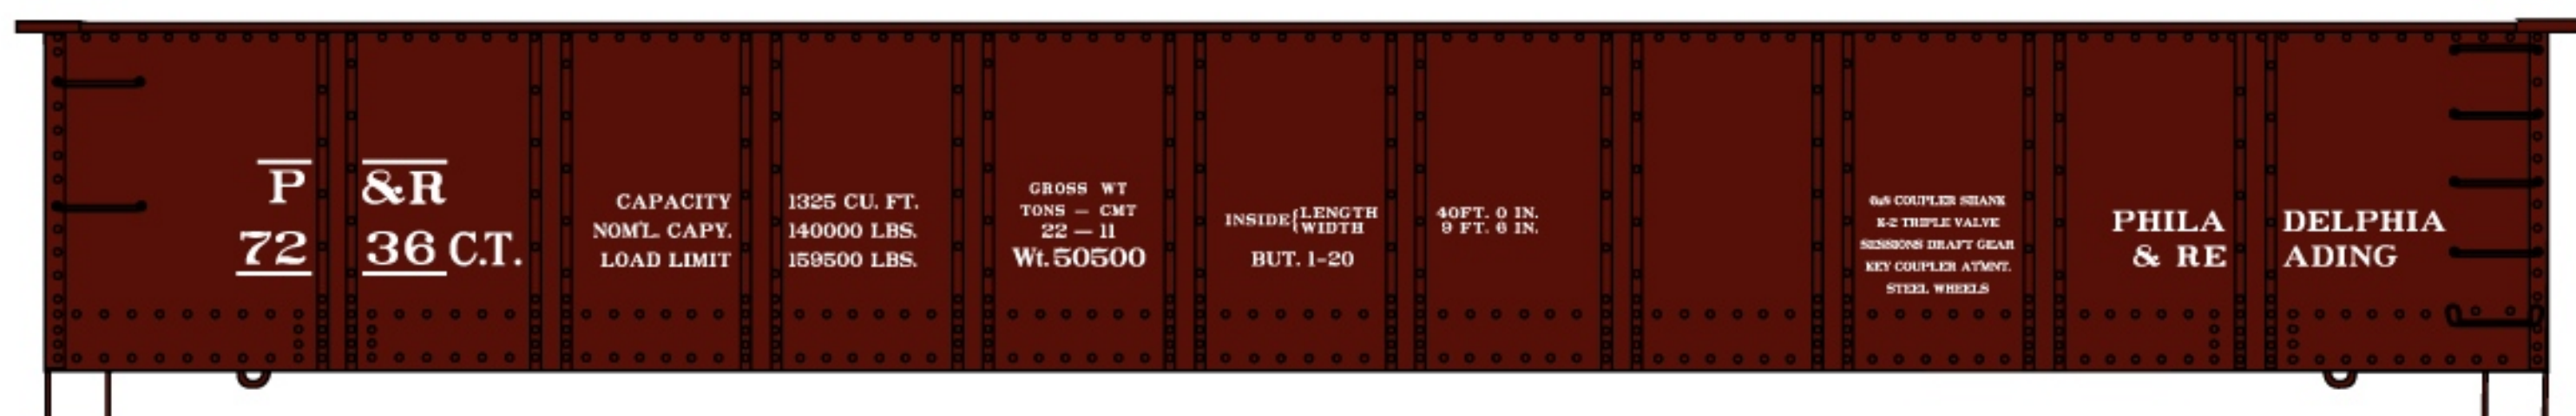 P &R
72 36 C.T.
CAPACITY 1325 CU. FT.
NOM'L. CAPY. 140000 LBS.
LOAD LIMIT 159500 LBS.
GROSS WT
TONS — CMT
22 — 11
Wt. 50500
INSIDE { LENGTH 40FT. 0 IN.
WIDTH 9 FT. 6 IN.
BUT. 1-20
6x8 COUPLER SHANK
K-2 TRIPLE VALVE
SESSIONS DRAFT GEAR
KEY COUPLER ATMNT.
STEEL WHEELS
PHILA DELPHIA
& RE ADING